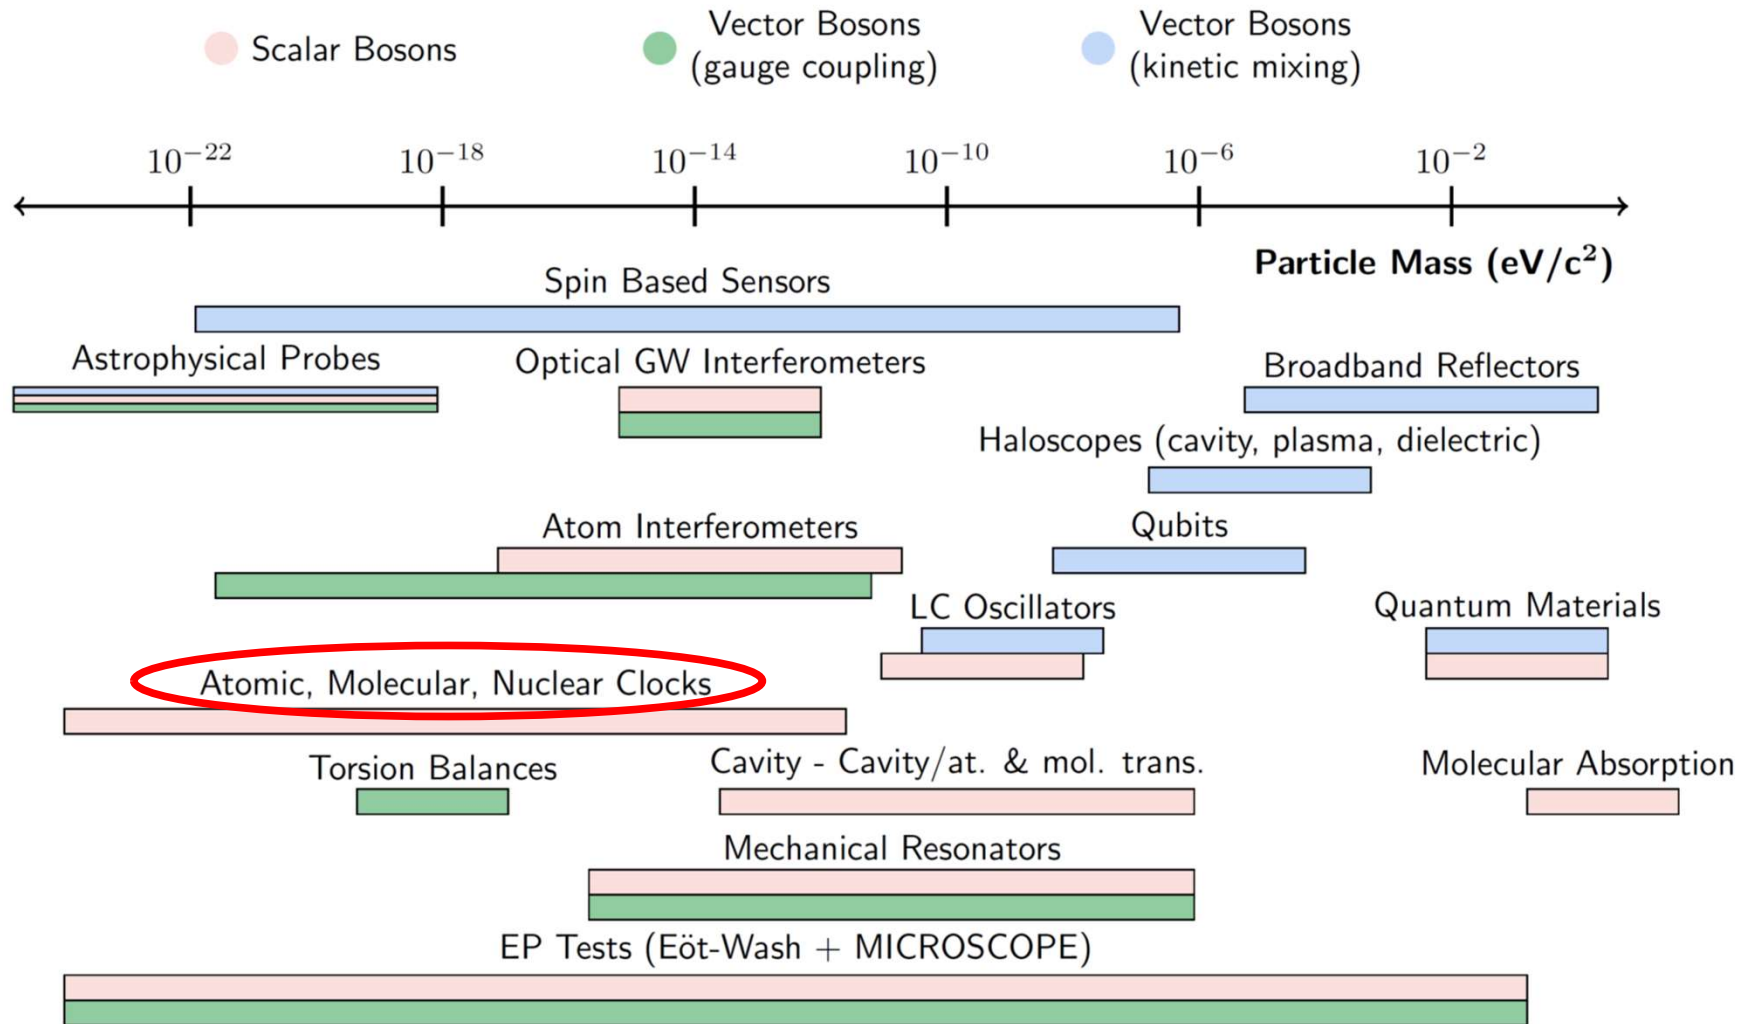 Scalar Bosons
Vector Bosons
(gauge coupling)
Vector Bosons
(kinetic mixing)
10⁻²² 10⁻¹⁸ 10⁻¹⁴ 10⁻¹⁰ 10⁻⁶ 10⁻²
Particle Mass (eV/c²)
Spin Based Sensors
Astrophysical Probes
Optical GW Interferometers
Broadband Reflectors
Haloscopes (cavity, plasma, dielectric)
Atom Interferometers
Qubits
LC Oscillators
Quantum Materials
Atomic, Molecular, Nuclear Clocks
Torsion Balances
Cavity - Cavity/at. & mol. trans.
Molecular Absorption
Mechanical Resonators
EP Tests (Eöt-Wash + MICROSCOPE)